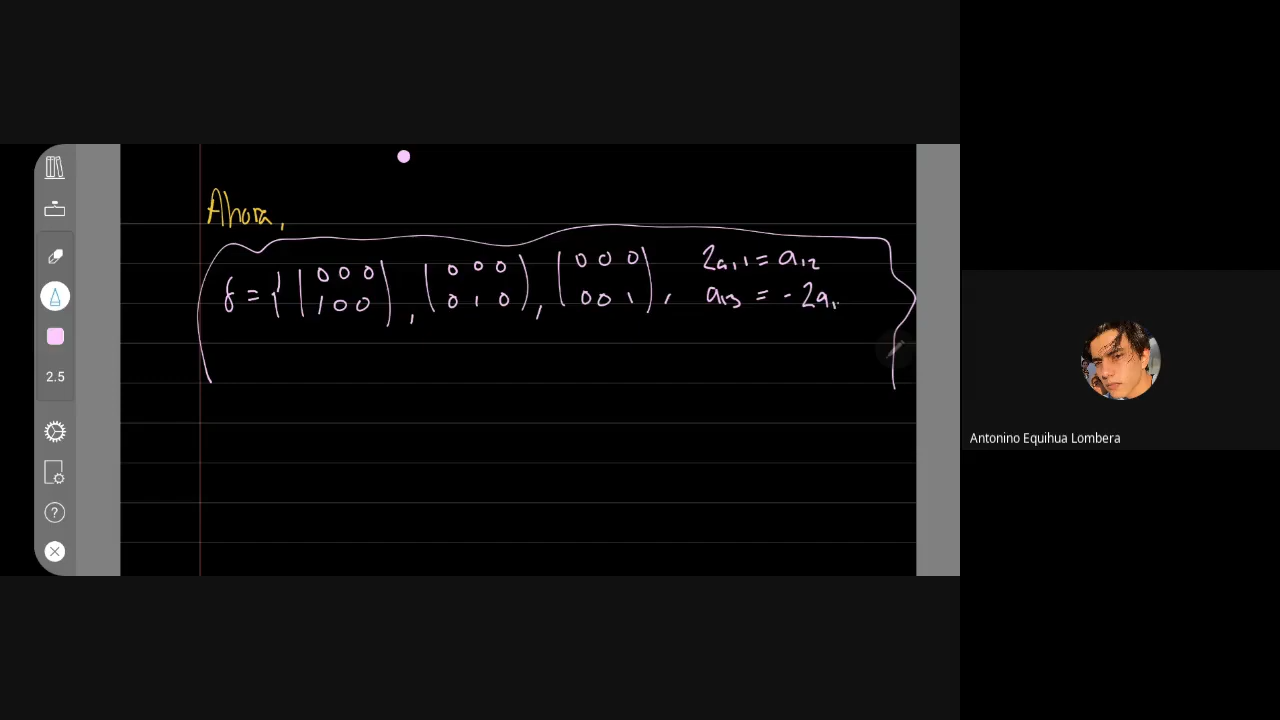 Ahora,
γ = { (0 0 0 / 1 0 0), (0 0 0 / 0 1 0), (0 0 0 / 0 0 1), 2a₁₁ = a₁₂
a₁₃ = -2a₁
2.5
?
Antonino Equihua Lombera